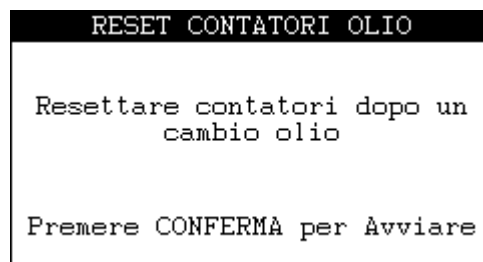 RESET CONTATORI OLIO
Resettare contatori dopo un
cambio olio
Premere CONFERMA per Avviare